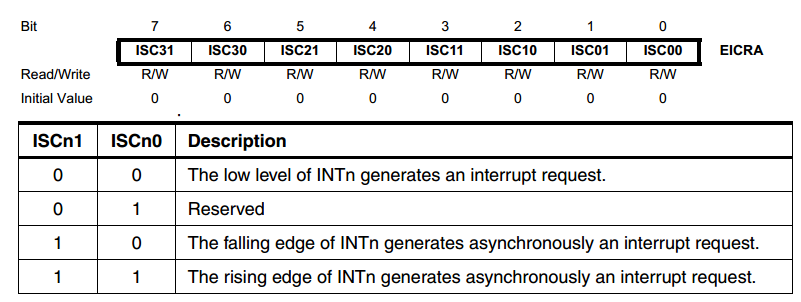 Bit 7 6 5 4 3 2 1 0
ISC31 ISC30 ISC21 ISC20 ISC11 ISC10 ISC01 ISC00 EICRA
Read/Write R/W R/W R/W R/W R/W R/W R/W R/W
Initial Value 0 0 0 0 0 0 0 0
ISCn1 ISCn0 Description
0 0 The low level of INTn generates an interrupt request.
0 1 Reserved
1 0 The falling edge of INTn generates asynchronously an interrupt request.
1 1 The rising edge of INTn generates asynchronously an interrupt request.